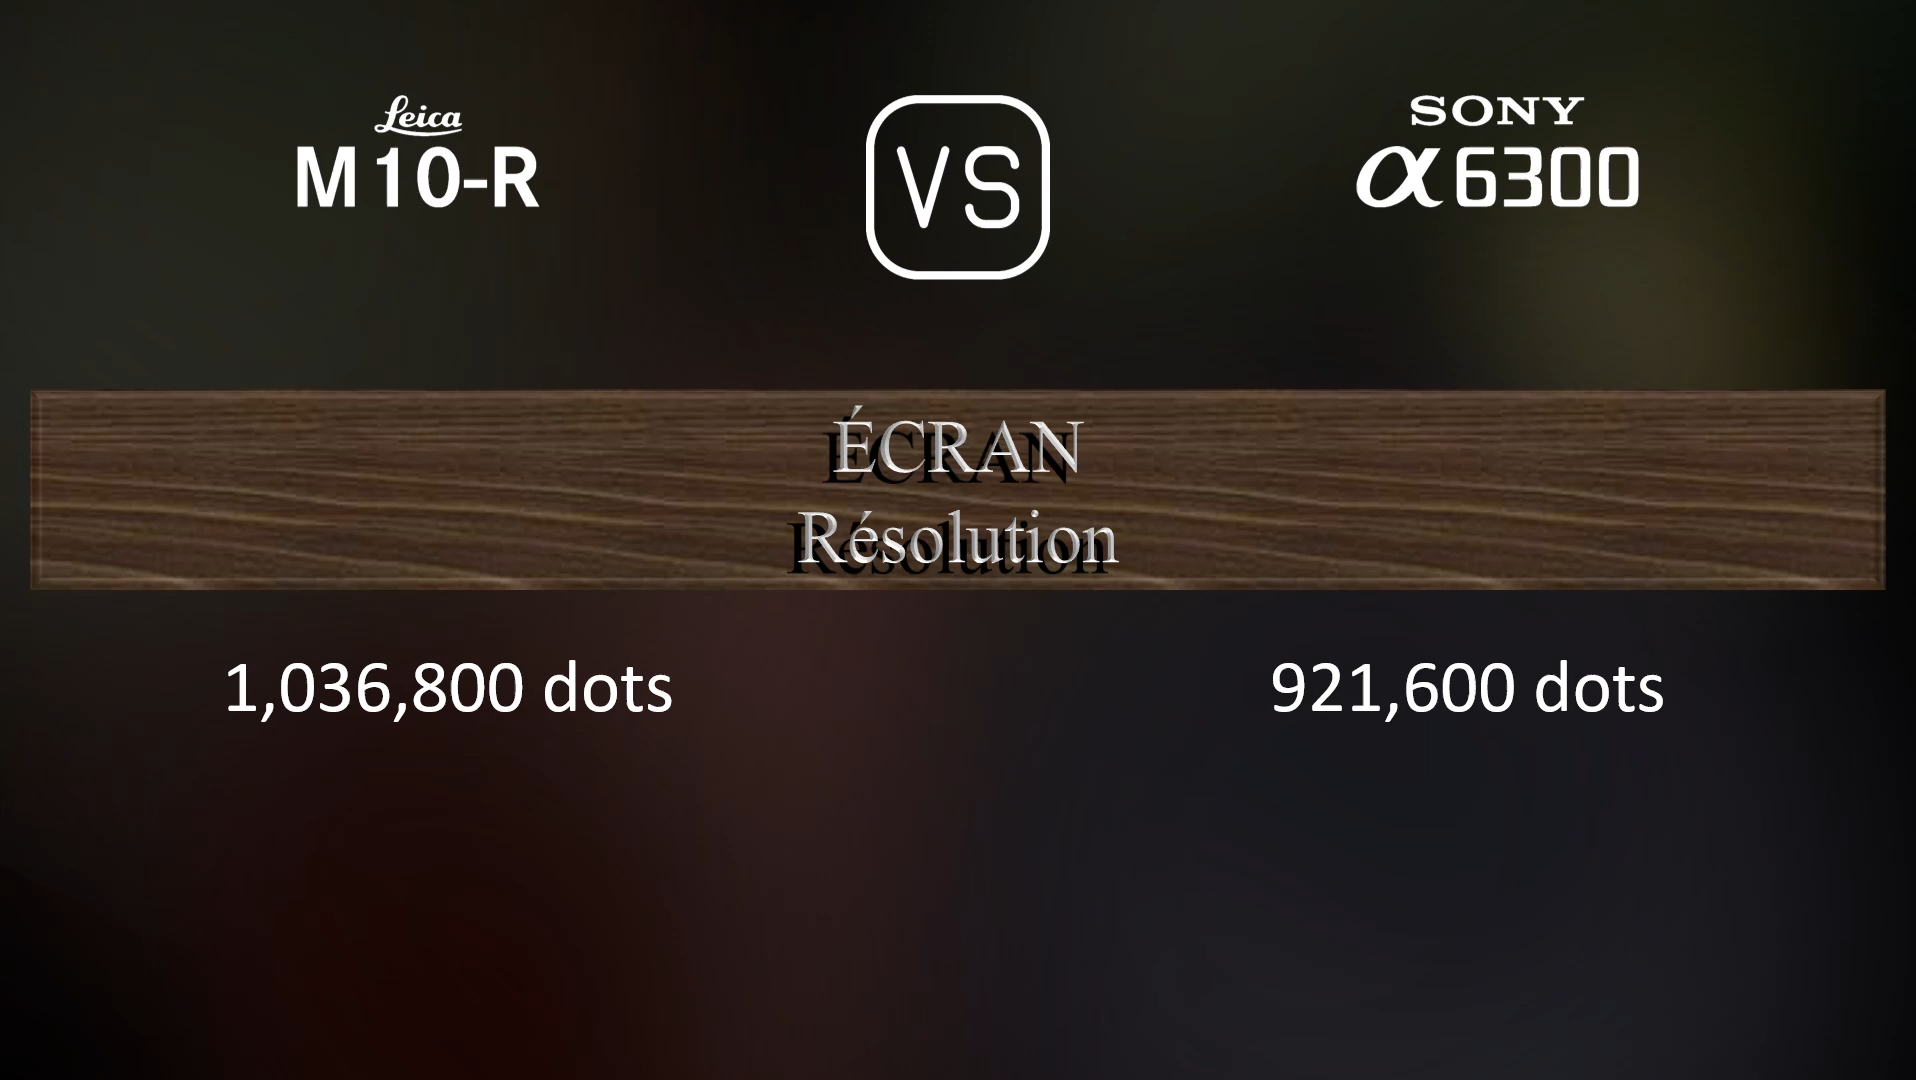 Leica
M10-R
VS
SONY
α6300
ÉCRAN
Résolution
1,036,800 dots
921,600 dots